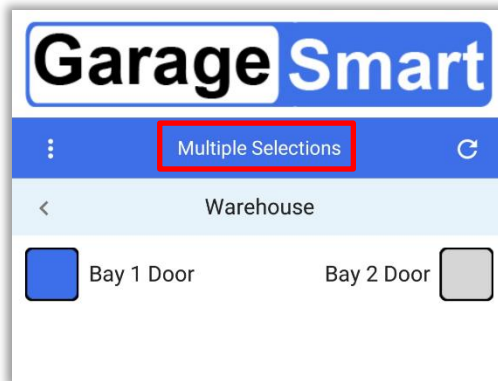 Garage Smart
Multiple Selections
Warehouse
Bay 1 Door Bay 2 Door